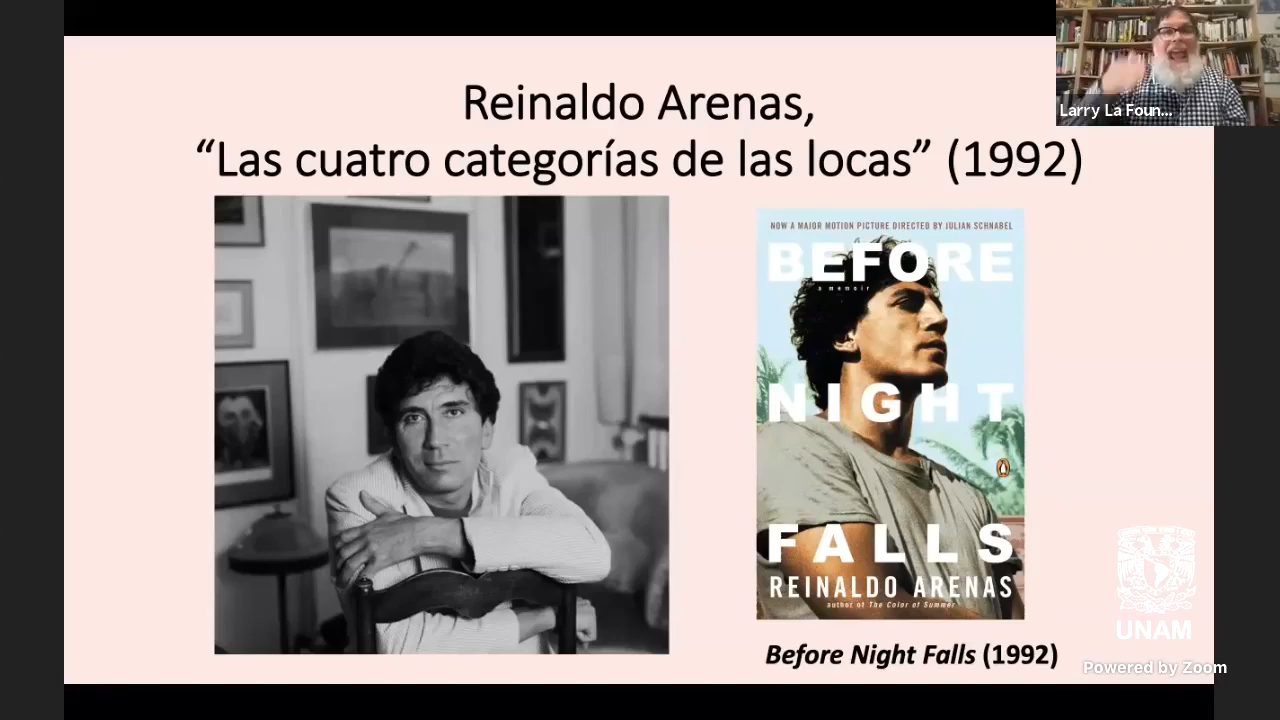 Reinaldo Arenas,
“Las cuatro categorías de las locas” (1992)
Larry La Foun...
NOW A MAJOR MOTION PICTURE DIRECTED BY JULIAN SCHNABEL
BEFORE
a memoir
NIGHT
FALLS
REINALDO ARENAS
author of The Color of Summer
Before Night Falls (1992)
UNAM
Powered by Zoom